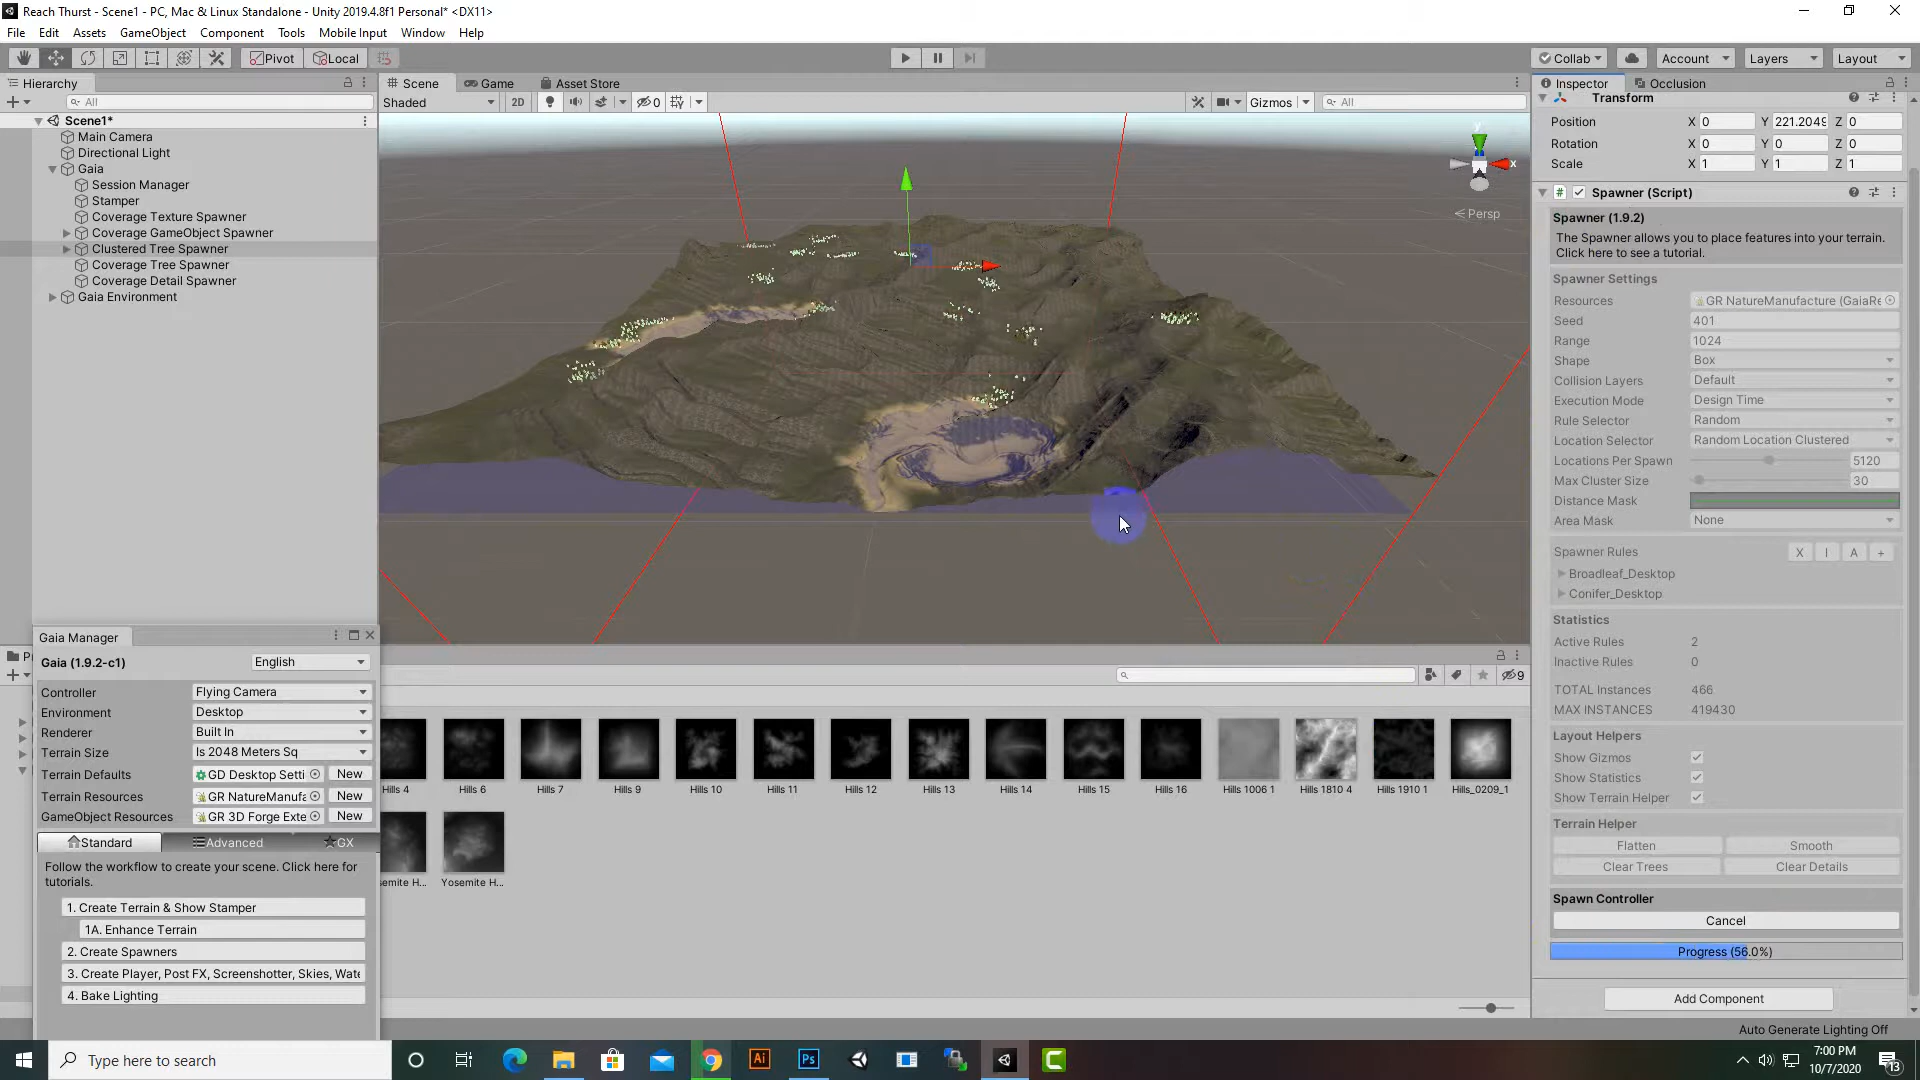 Reach Thurst - Scene1 - PC, Mac & Linux Standalone - Unity 2019.4.8f1 Personal* <DX11>
File Edit Assets GameObject Component Tools Mobile Input Window Help
Pivot Local Collab Account Layers Layout
Hierarchy
All
Scene1*
Main Camera
Directional Light
Gaia
Session Manager
Stamper
Coverage Texture Spawner
Coverage GameObject Spawner
Clustered Tree Spawner
Coverage Tree Spawner
Coverage Detail Spawner
Gaia Environment
Scene Game Asset Store
Shaded 2D 0 Gizmos All
y
x
Persp
Inspector Occlusion
Transform
Position X 0 Y 221.2049 Z 0
Rotation X 0 Y 0 Z 0
Scale X 1 Y 1 Z 1
# Spawner (Script)
Spawner (1.9.2)
The Spawner allows you to place features into your terrain.
Click here to see a tutorial.
Spawner Settings
Resources GR NatureManufacture (GaiaRe
Seed 401
Range 1024
Shape Box
Collision Layers Default
Execution Mode Design Time
Rule Selector Random
Location Selector Random Location Clustered
Locations Per Spawn 5120
Max Cluster Size 30
Distance Mask
Area Mask None
Spawner Rules X I A +
Broadleaf_Desktop
Conifer_Desktop
Statistics
Active Rules 2
Inactive Rules 0
TOTAL Instances 466
MAX INSTANCES 419430
Layout Helpers
Show Gizmos
Show Statistics
Show Terrain Helper
Terrain Helper
Flatten Smooth
Clear Trees Clear Details
Spawn Controller
Cancel
Progress (56.0%)
Add Component
Auto Generate Lighting Off
Gaia Manager
Gaia (1.9.2-c1) English
Controller Flying Camera
Environment Desktop
Renderer Built In
Terrain Size Is 2048 Meters Sq
Terrain Defaults GD Desktop Setti New
Terrain Resources GR NatureManufa New
GameObject Resources GR 3D Forge Exte New
Standard Advanced GX
Follow the workflow to create your scene. Click here for
tutorials.
1. Create Terrain & Show Stamper
1A. Enhance Terrain
2. Create Spawners
3. Create Player, Post FX, Screenshotter, Skies, Wate
4. Bake Lighting
9
Hills 4 Hills 6 Hills 7 Hills 9 Hills 10 Hills 11 Hills 12 Hills 13 Hills 14 Hills 15 Hills 16 Hills 1006 1 Hills 1810 4 Hills 1910 1 Hills_0209_1
semite H... Yosemite H...
Type here to search
Ai Ps
7:00 PM
10/7/2020
13